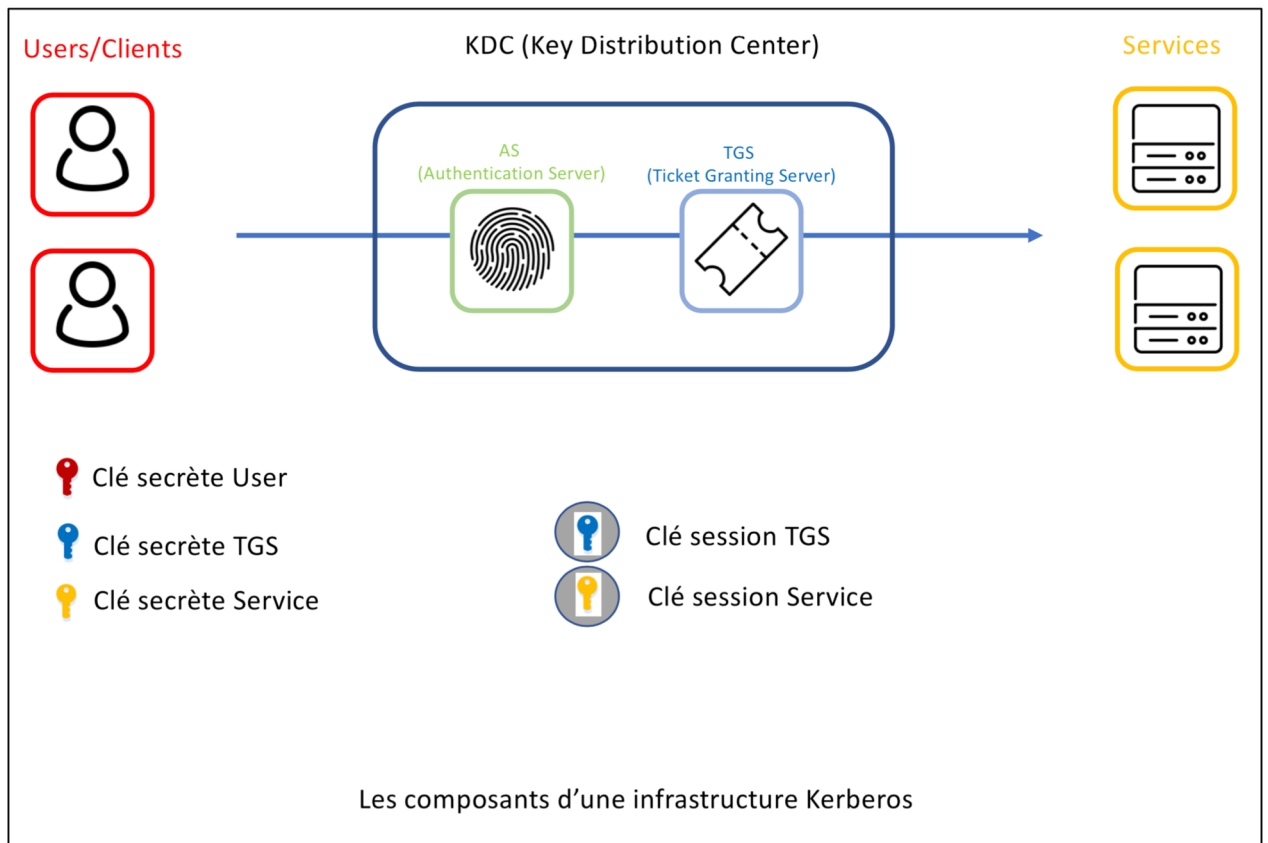 Users/Clients
KDC (Key Distribution Center)
Services
AS
(Authentication Server)
TGS
(Ticket Granting Server)
Clé secrète User
Clé secrète TGS
Clé secrète Service
Clé session TGS
Clé session Service
Les composants d’une infrastructure Kerberos